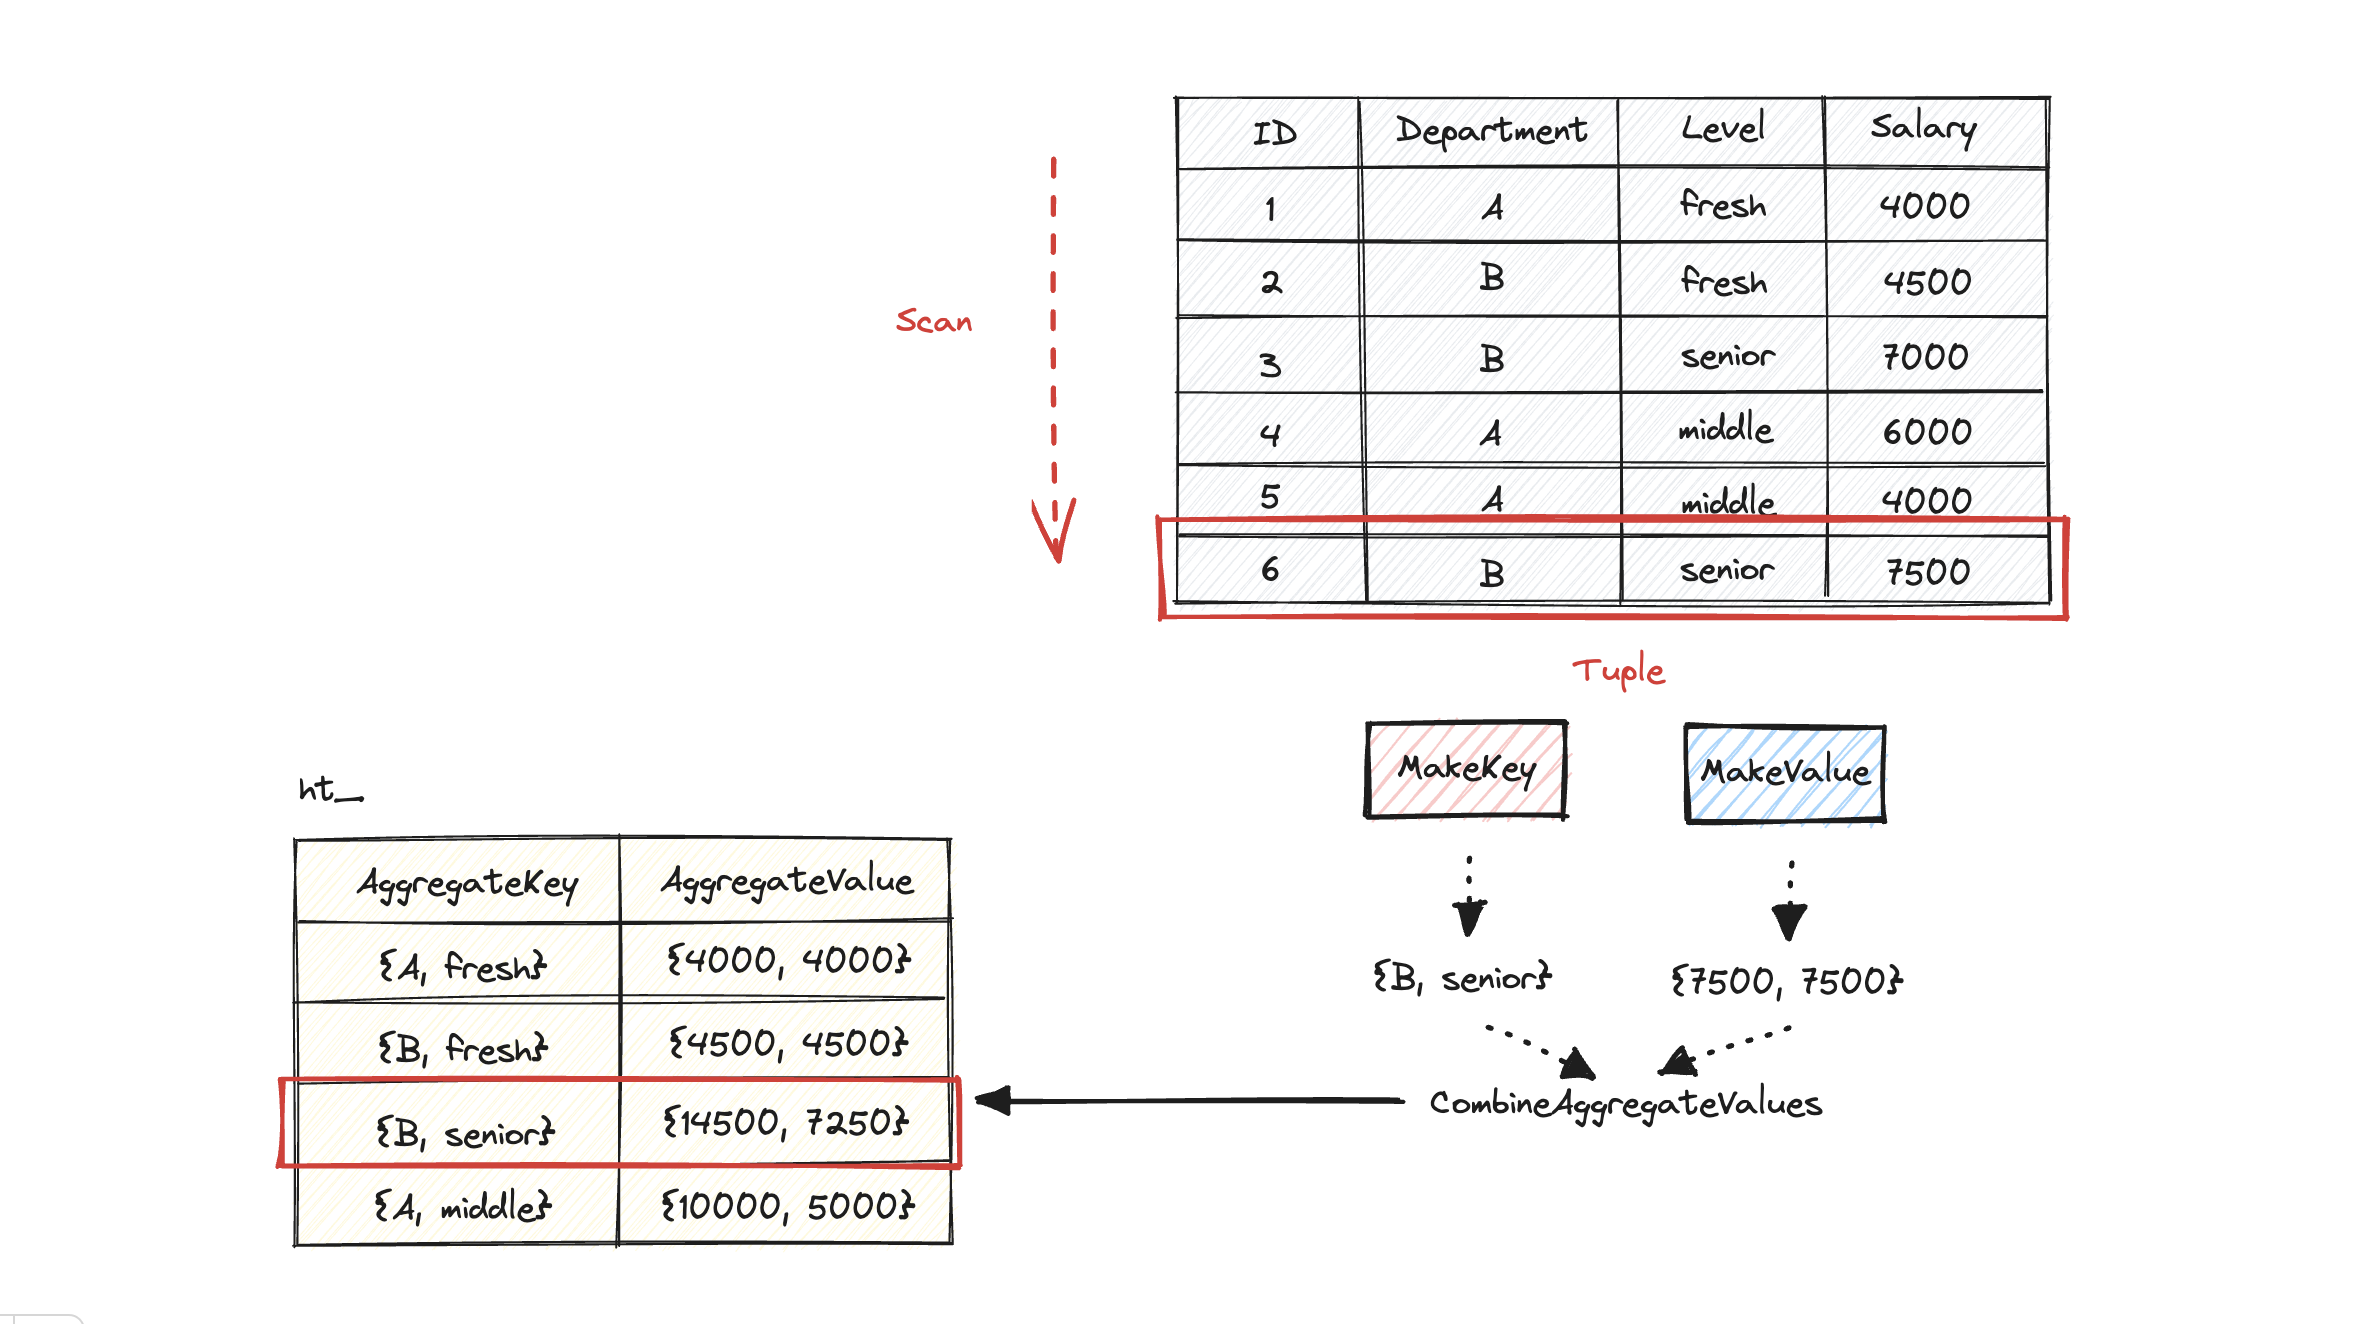 ID Department Level Salary
1 A fresh 4000
2 B fresh 4500
Scan
3 B senior 7000
4 A middle 6000
5 A middle 4000
6 B senior 7500
Tuple
MakeKey MakeValue
ht_
AggregateKey AggregateValue
{A, fresh} {4000, 4000}
{B, senior} {7500, 7500}
{B, fresh} {4500, 4500}
{B, senior} {14500, 7250}
CombineAggregateValues
{A, middle} {10000, 5000}